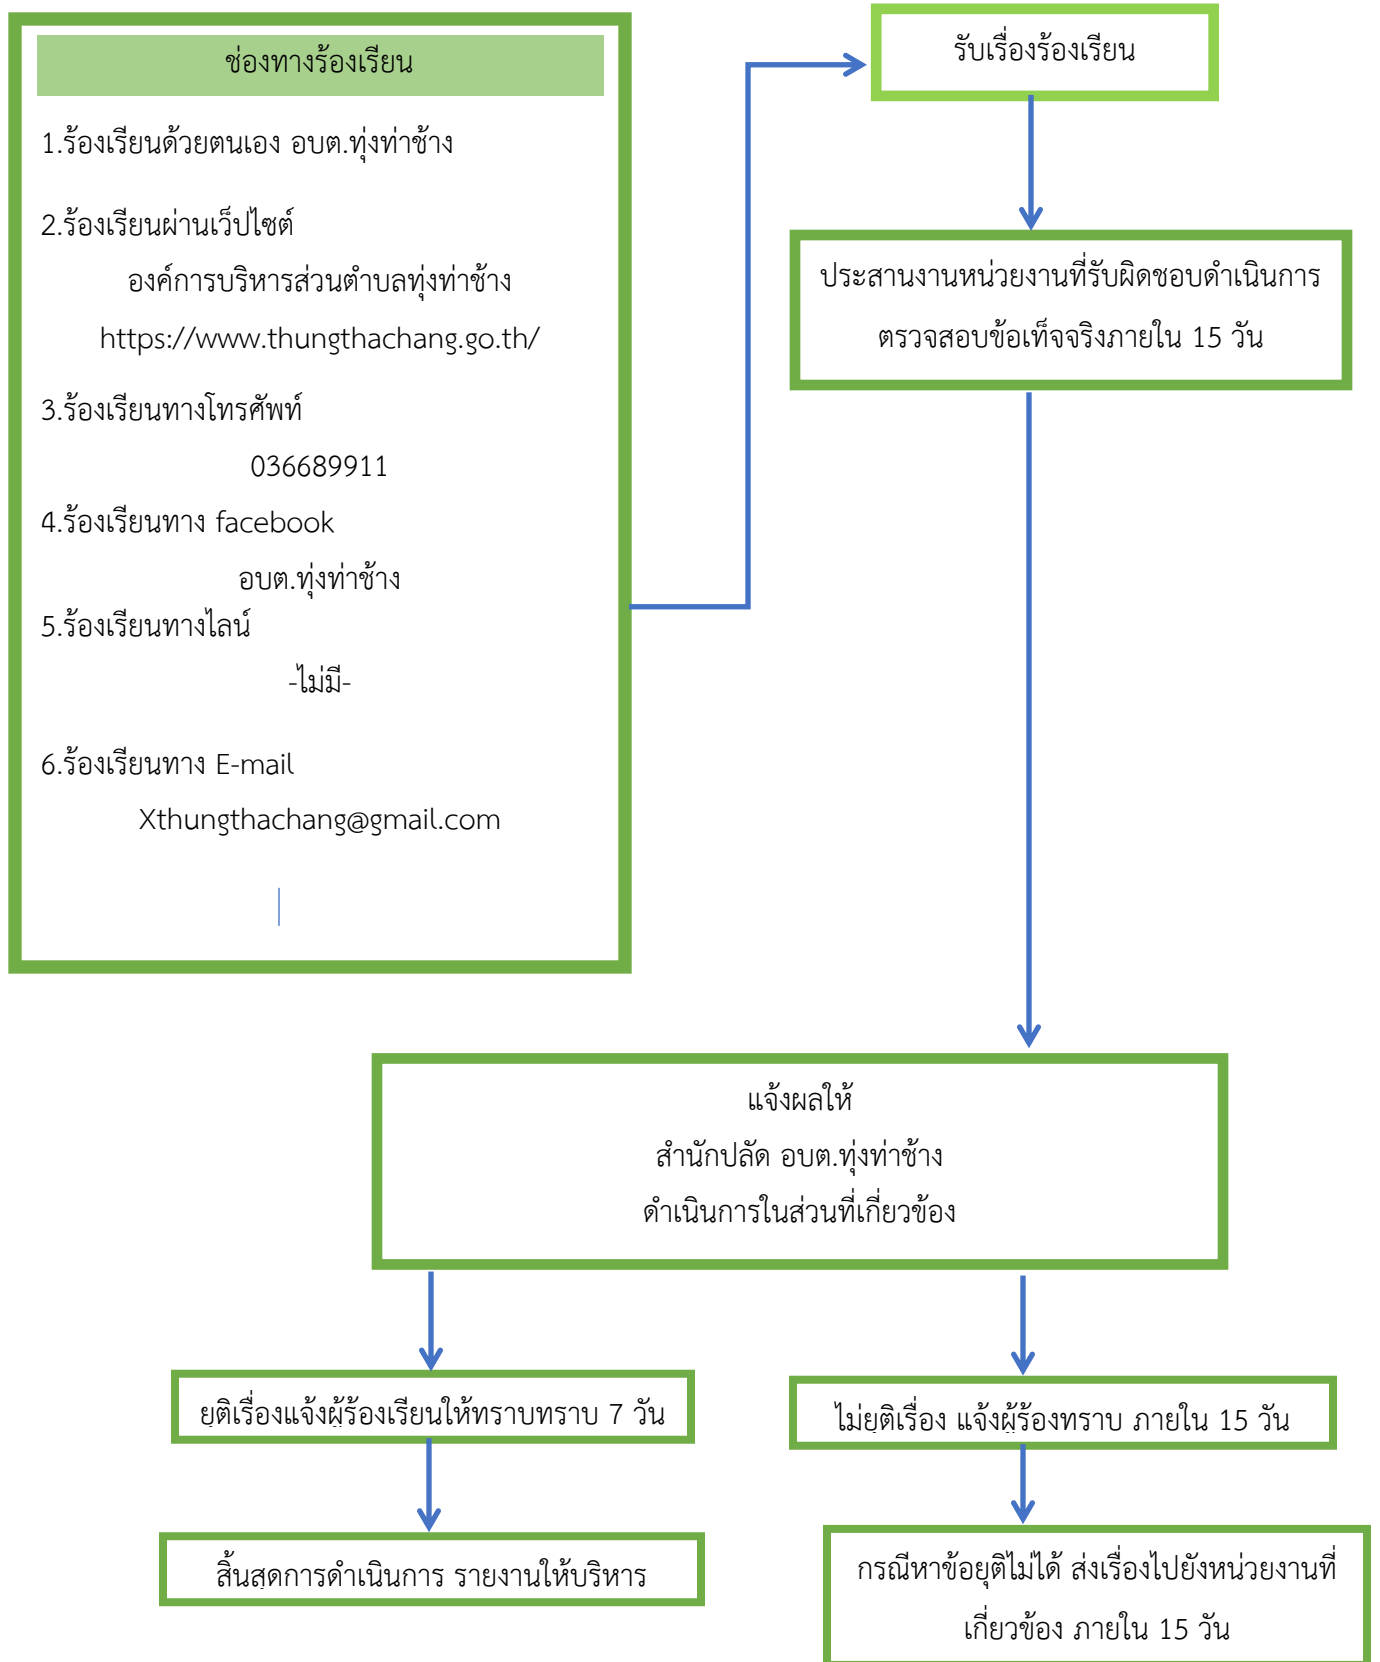 ช่องทางร้องเรียน
1.ร้องเรียนด้วยตนเอง อบต.ทุ่งท่าช้าง
2.ร้องเรียนผ่านเว็ปไซต์
องค์การบริหารส่วนตำบลทุ่งท่าช้าง
https://www.thungthachang.go.th/
3.ร้องเรียนทางโทรศัพท์
036689911
4.ร้องเรียนทาง facebook
อบต.ทุ่งท่าช้าง
5.ร้องเรียนทางไลน์
-ไม่มี-
6.ร้องเรียนทาง E-mail
Xthungthachang@gmail.com
รับเรื่องร้องเรียน
ประสานงานหน่วยงานที่รับผิดชอบดำเนินการ
ตรวจสอบข้อเท็จจริงภายใน 15 วัน
แจ้งผลให้
สำนักปลัด อบต.ทุ่งท่าช้าง
ดำเนินการในส่วนที่เกี่ยวข้อง
ยุติเรื่องแจ้งผู้ร้องเรียนให้ทราบทราบ 7 วัน
สิ้นสุดการดำเนินการ รายงานให้บริหาร
ไม่ยุติเรื่อง แจ้งผู้ร้องทราบ ภายใน 15 วัน
กรณีหาข้อยุติไม่ได้ ส่งเรื่องไปยังหน่วยงานที่
เกี่ยวข้อง ภายใน 15 วัน